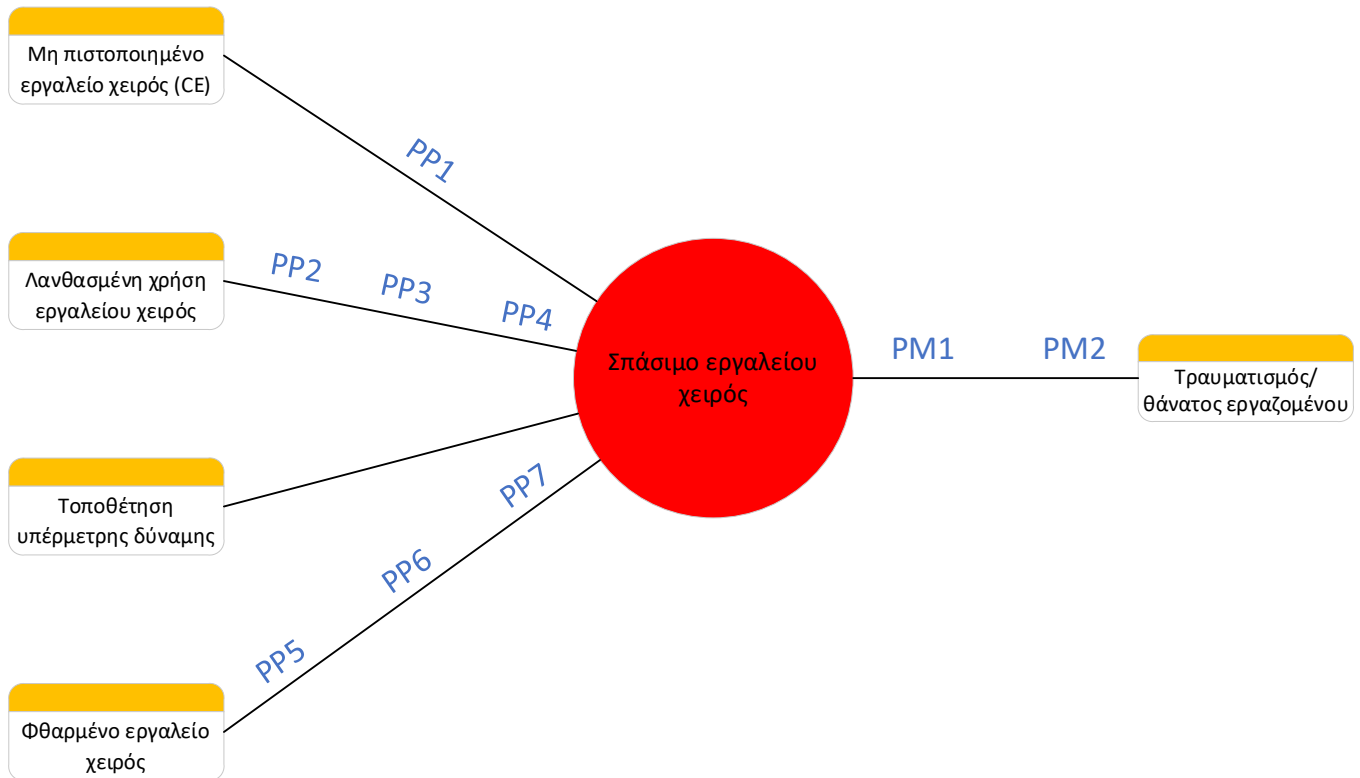 Μη πιστοποιημένο
εργαλείο χειρός (CE)
PP1
Λανθασμένη χρήση
εργαλείου χειρός
PP2
PP3
PP4
Σπάσιμο εργαλείου
χειρός
PM1
PM2
Τραυματισμός/
θάνατος εργαζομένου
Τοποθέτηση
υπέρμετρης δύναμης
PP7
PP6
PP5
Φθαρμένο εργαλείο
χειρός